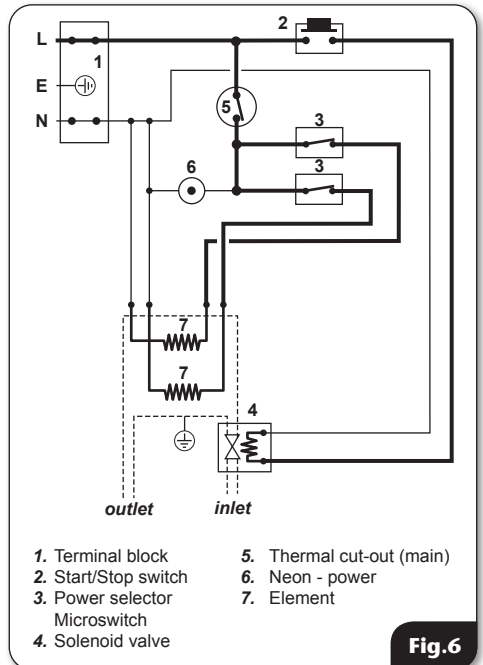 2
L
1
E
5
N
3
6
3
7
7
4
outlet
inlet
1. Terminal block
2. Start/Stop switch
3. Power selector
Microswitch
4. Solenoid valve
5. Thermal cut-out (main)
6. Neon - power
7. Element
Fig.6